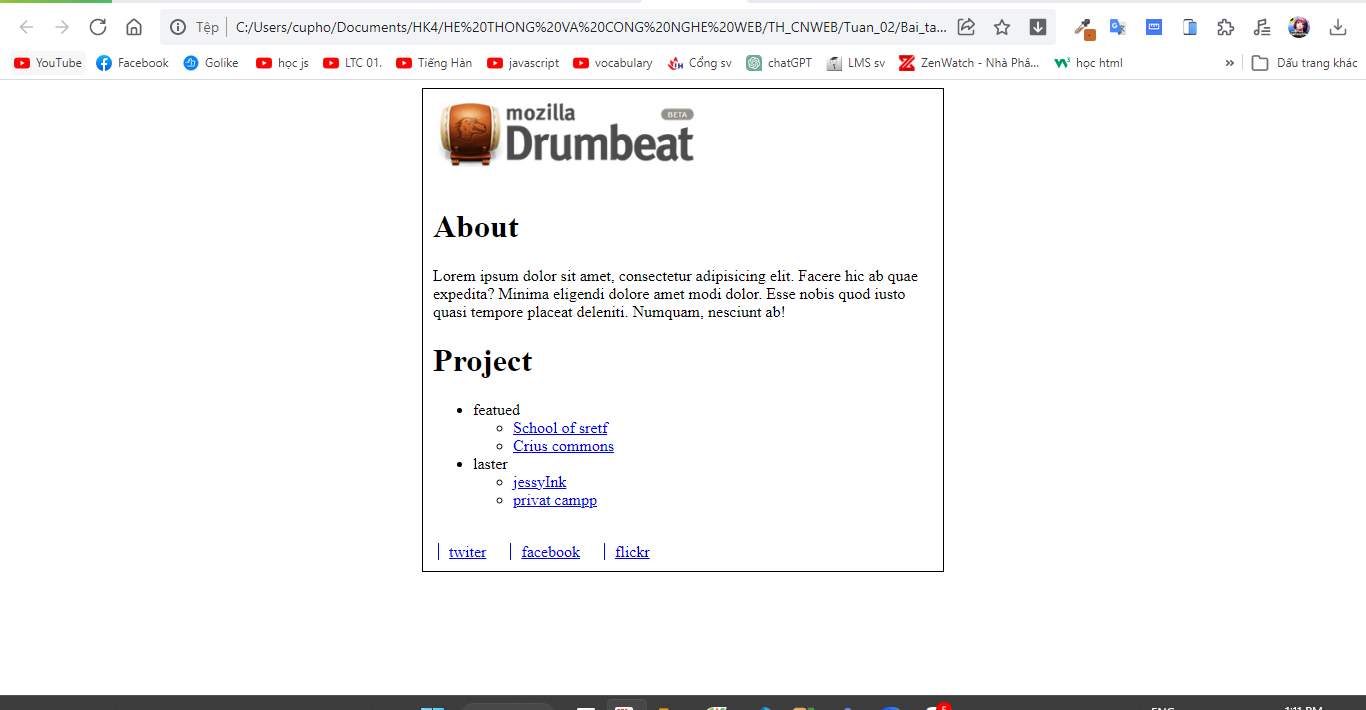 Tệp C:/Users/cupho/Documents/HK4/HE%20THONG%20VA%20CONG%20NGHE%20WEB/TH_CNWEB/Tuan_02/Bai_ta...
YouTube Facebook Golike học js LTC 01. Tiếng Hàn javascript vocabulary Cổng sv chatGPT LMS sv ZenWatch - Nhà Phâ... học html » Dấu trang khác
mozilla BETA
Drumbeat
About
Lorem ipsum dolor sit amet, consectetur adipisicing elit. Facere hic ab quae
expedita? Minima eligendi dolore amet modi dolor. Esse nobis quod iusto
quasi tempore placeat deleniti. Numquam, nesciunt ab!
Project
featued
School of sretf
Crius commons
laster
jessyInk
privat campp
twiter facebook flickr
ENG 1:11 PM